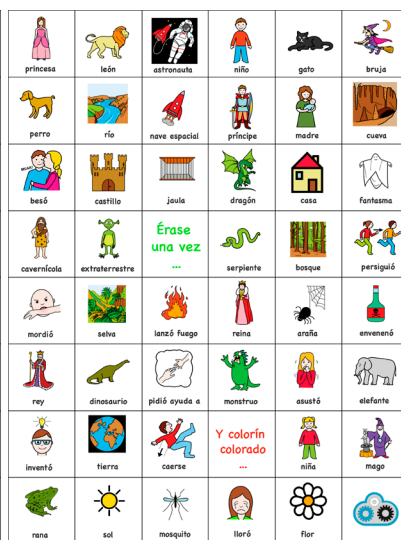 princesa
león
astronauta
niño
gato
bruja
perro
río
nave espacial
príncipe
madre
cueva
besó
castillo
jaula
dragón
casa
fantasma
cavernícola
extraterrestre
Érase
una vez
...
serpiente
bosque
persiguió
mordió
selva
lanzó fuego
reina
araña
envenenó
rey
dinosaurio
pidió ayuda a
monstruo
asustó
elefante
inventó
tierra
caerse
Y colorín
colorado
...
niña
mago
rana
sol
mosquito
lloró
flor